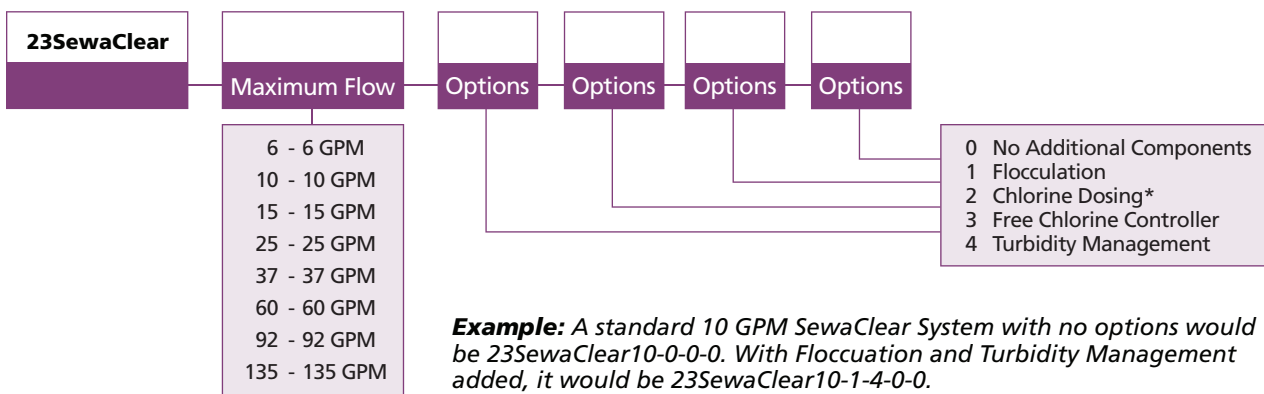 23SewaClear
Maximum Flow
Options
Options
Options
Options
6 - 6 GPM
10 - 10 GPM
15 - 15 GPM
25 - 25 GPM
37 - 37 GPM
60 - 60 GPM
92 - 92 GPM
135 - 135 GPM
0 No Additional Components
1 Flocculation
2 Chlorine Dosing*
3 Free Chlorine Controller
4 Turbidity Management
Example: A standard 10 GPM SewaClear System with no options would
be 23SewaClear10-0-0-0. With Floccuation and Turbidity Management
added, it would be 23SewaClear10-1-4-0-0.